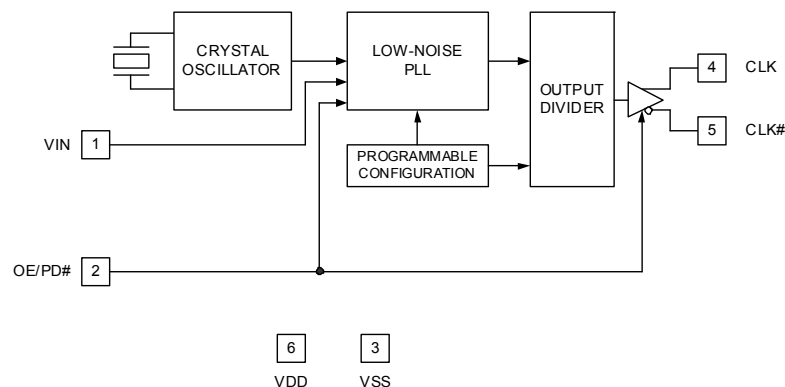 CRYSTAL
OSCILLATOR
LOW-NOISE
PLL
OUTPUT
DIVIDER
4 CLK
5 CLK#
VIN 1
PROGRAMMABLE
CONFIGURATION
OE/PD# 2
6 3
VDD VSS